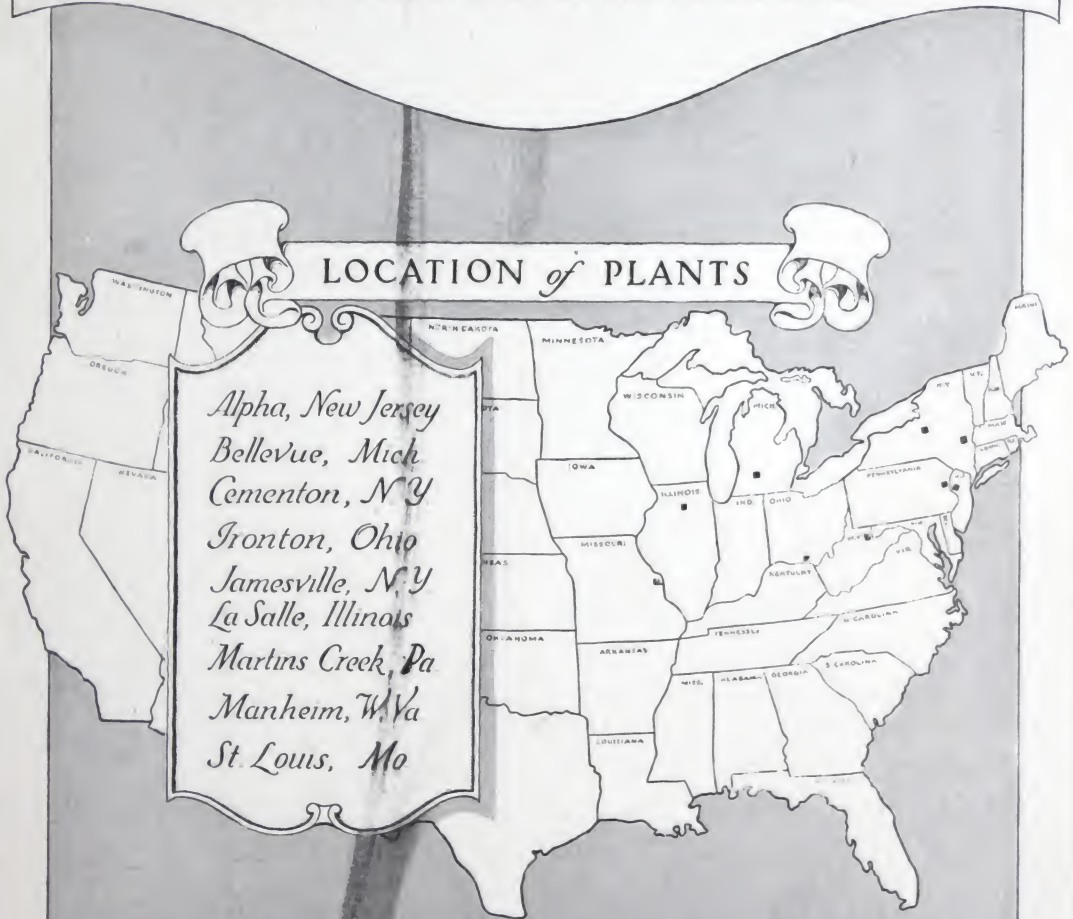 LOCATION of PLANTS
Alpha, New Jersey
Bellevue, Mich
Cementon, N.Y
Ironton, Ohio
Jamesville, N.Y
La Salle, Illinois
Martins Creek, Pa
Manheim, W.Va
St. Louis, Mo
WASHINGTON
OREGON
CALIFORNIA
NEVADA
NORTH DAKOTA
MINNESOTA
WISCONSIN
MICH.
IOWA
ILLINOIS
IND.
OHIO
MISSOURI
KENTUCKY
OKLAHOMA
ARKANSAS
TENNESSEE
N. CAROLINA
S. CAROLINA
MISS.
ALABAMA
GEORGIA
LOUISIANA
PENNSYLVANIA
VIR.
N.Y.
VT.
MAINE